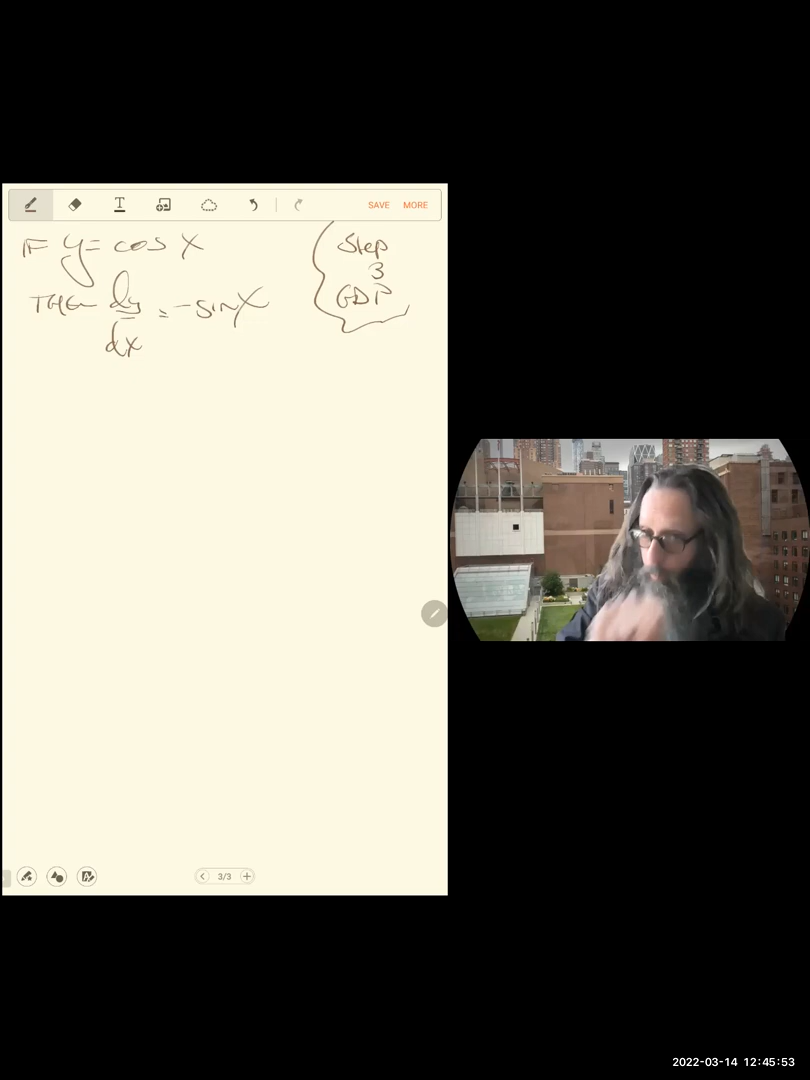 SAVE MORE
IF y = cos x
THEN dy/dx = -sin x
Step
3
GDP
3/3
2022-03-14 12:45:53